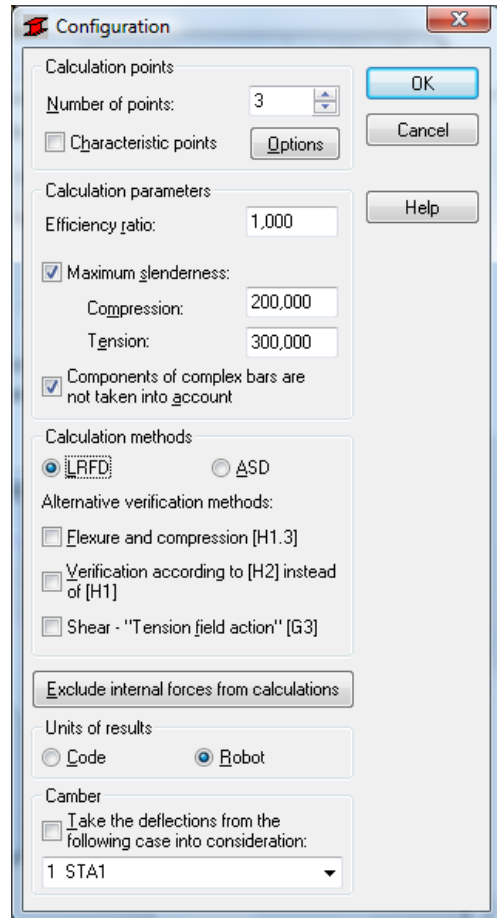 Configuration
Calculation points
Number of points:
3
Characteristic points
Options
OK
Cancel
Help
Calculation parameters
Efficiency ratio:
1,000
Maximum slenderness:
Compression:
200,000
Tension:
300,000
Components of complex bars are
not taken into account
Calculation methods
LRFD
ASD
Alternative verification methods:
Flexure and compression [H1.3]
Verification according to [H2] instead
of [H1]
Shear - "Tension field action" [G3]
Exclude internal forces from calculations
Units of results
Code
Robot
Camber
Take the deflections from the
following case into consideration:
1 STA1